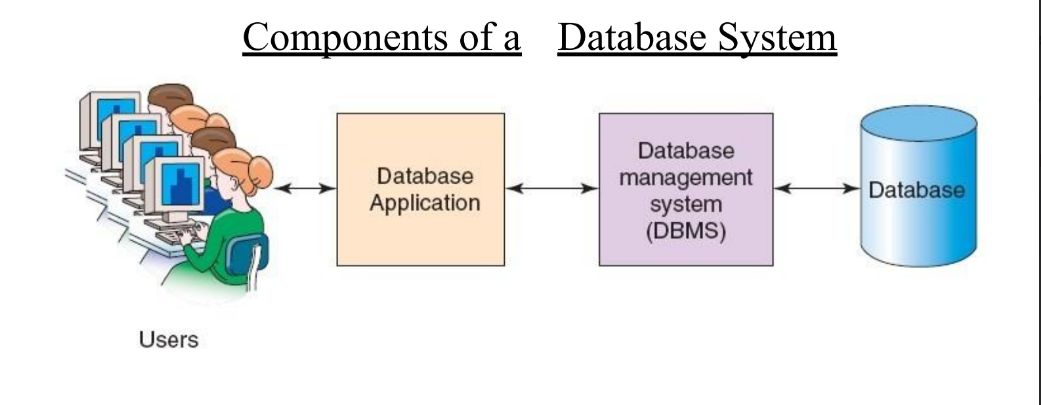 Components of a Database System
Database
Application
Database
management
system
(DBMS)
Database
Users